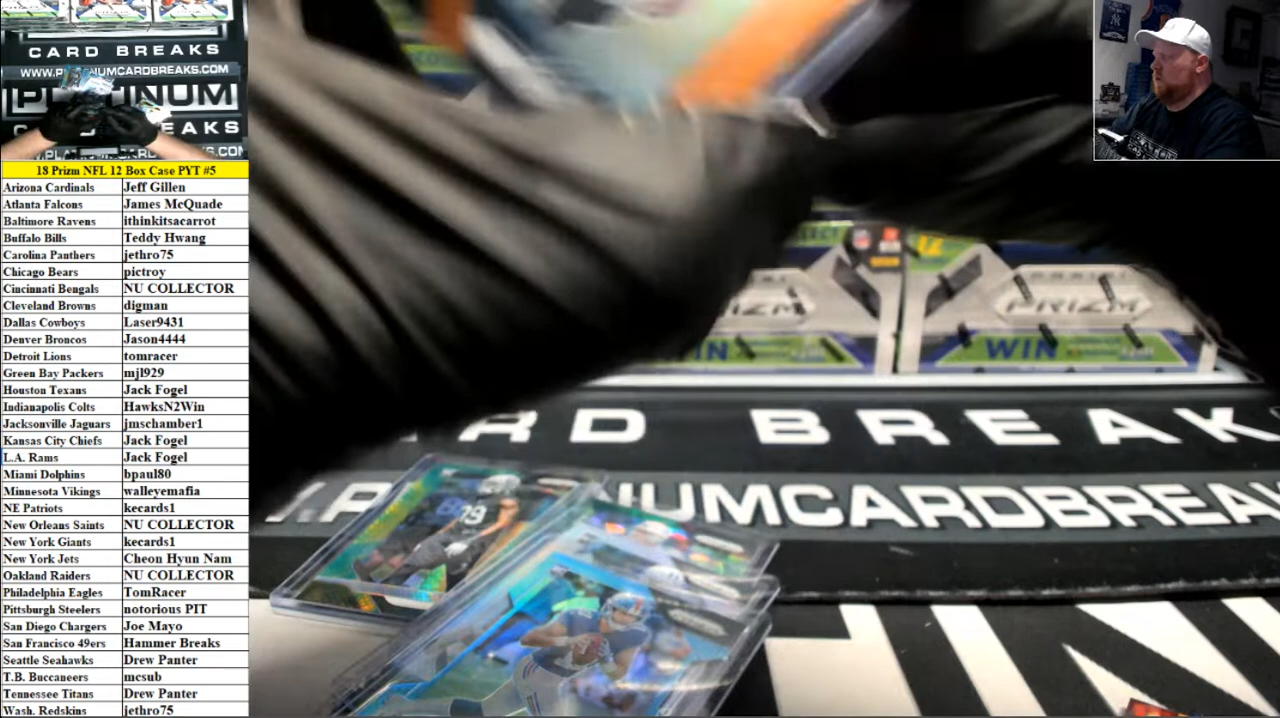 CARD BREAKS
PLATINUM
18 Prizm NFL 12 Box Case PYT #5
Arizona Cardinals Jeff Gillen
Atlanta Falcons James McQuade
Baltimore Ravens ithinkitsacarrot
Buffalo Bills Teddy Hwang
Carolina Panthers jethro75
Chicago Bears pictroy
Cincinnati Bengals NU COLLECTOR
Cleveland Browns digman
Dallas Cowboys Laser9431
Denver Broncos Jason4444
Detroit Lions tomracer
Green Bay Packers mjl929
Houston Texans Jack Fogel
Indianapolis Colts HawksN2Win
Jacksonville Jaguars jmschamber1
Kansas City Chiefs Jack Fogel
L.A. Rams Jack Fogel
Miami Dolphins bpaul80
Minnesota Vikings walleyemafia
NE Patriots kecards1
New Orleans Saints NU COLLECTOR
New York Giants kecards1
New York Jets Cheon Hyun Nam
Oakland Raiders NU COLLECTOR
Philadelphia Eagles TomRacer
Pittsburgh Steelers notorious PIT
San Diego Chargers Joe Mayo
San Francisco 49ers Hammer Breaks
Seattle Seahawks Drew Panter
T.B. Buccaneers mcsub
Tennessee Titans Drew Panter
Wash. Redskins jethro75
PRIZM
WIN
PRIZM
WIN
RD BREAKS
NUMCARDBREAK